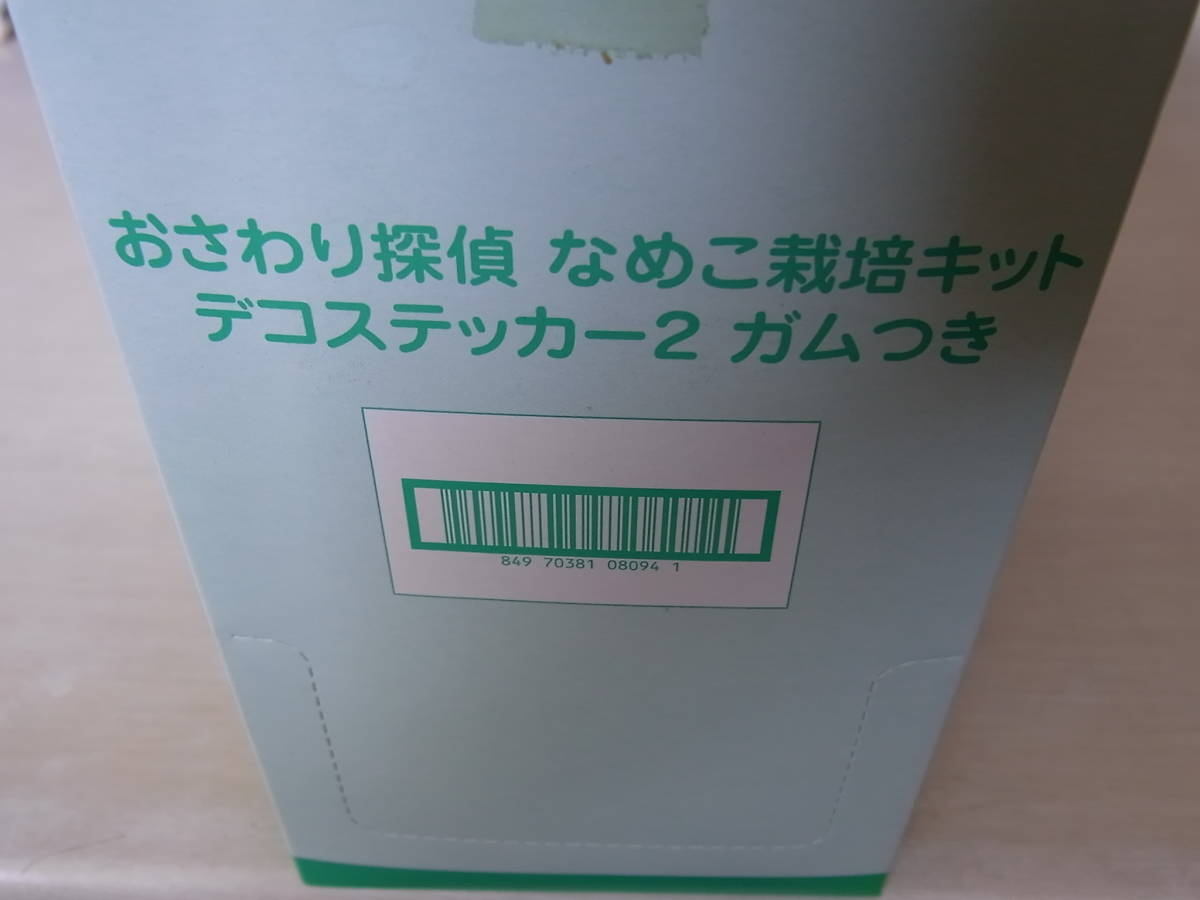 おさわり探偵 なめこ栽培キット
デコステッカー2 ガムつき
849 70381 08094 1